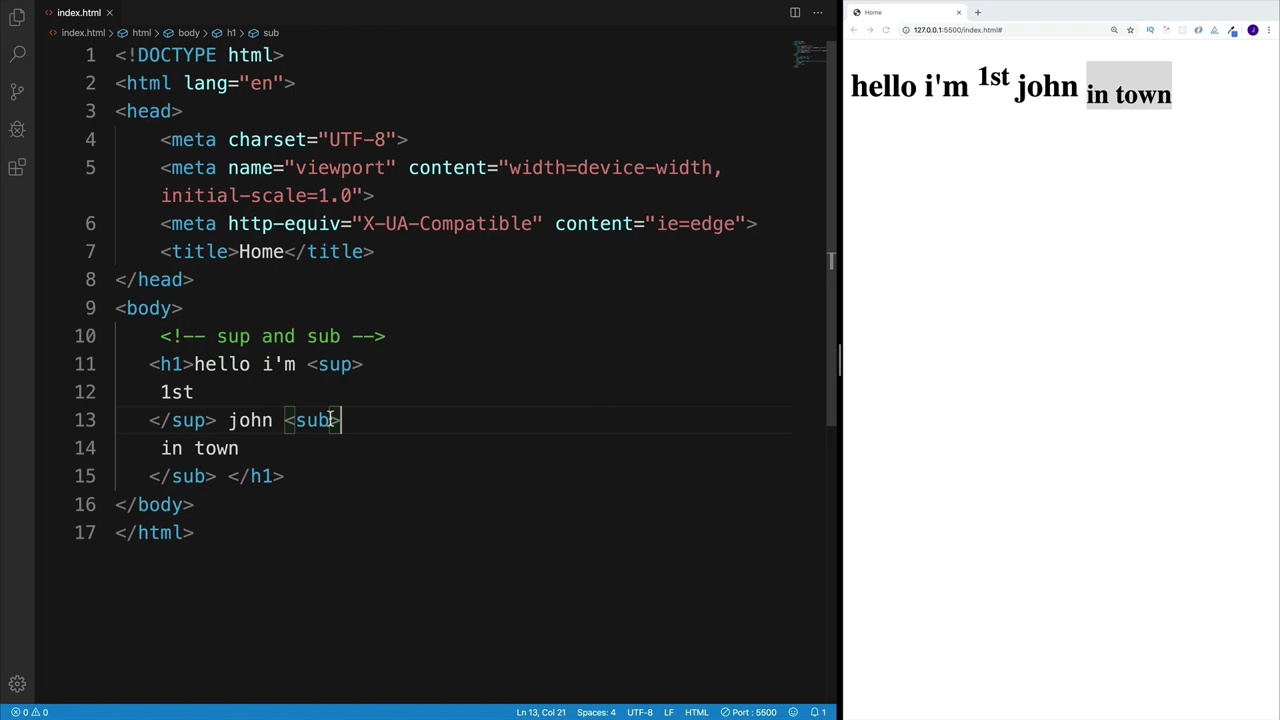 index.html
index.html > html > body > h1 > sub
1 <!DOCTYPE html>
2 <html lang="en">
3 <head>
4 <meta charset="UTF-8">
5 <meta name="viewport" content="width=device-width,
initial-scale=1.0">
6 <meta http-equiv="X-UA-Compatible" content="ie=edge">
7 <title>Home</title>
8 </head>
9 <body>
10 <!-- sup and sub -->
11 <h1>hello i'm <sup>
12 1st
13 </sup> john <sub>
14 in town
15 </sub> </h1>
16 </body>
17 </html>
0 0
Ln 13, Col 21
Spaces: 4
UTF-8
LF
HTML
Port : 5500
1
Home
127.0.0.1:5500/index.html#
IQ
J
hello i'm 1st john in town